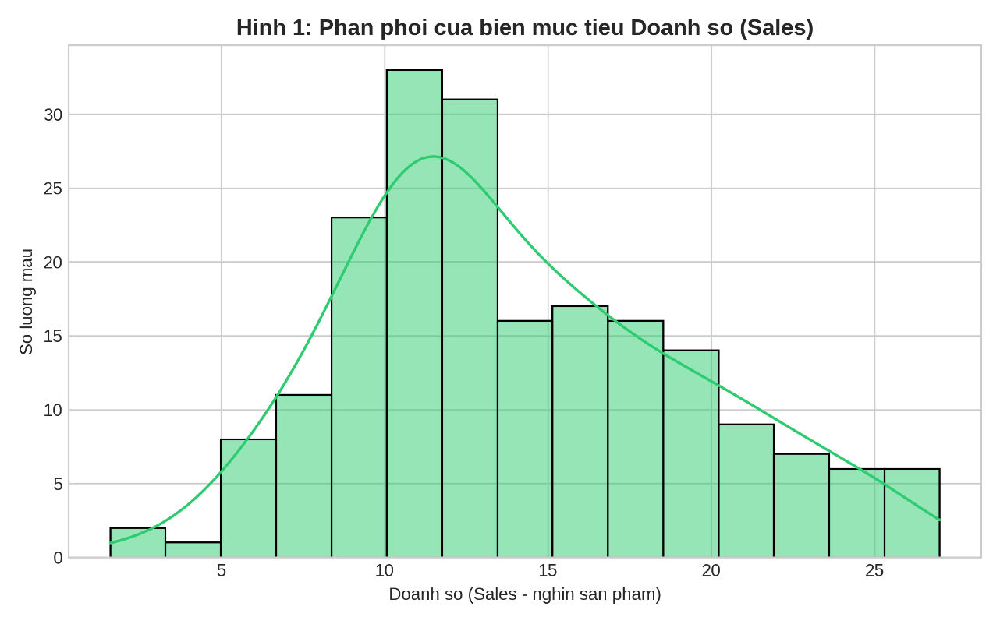 Hinh 1: Phan phoi cua bien muc tieu Doanh so (Sales)
So luong mau
30
25
20
15
10
5
0
5 10 15 20 25
Doanh so (Sales - nghin san pham)